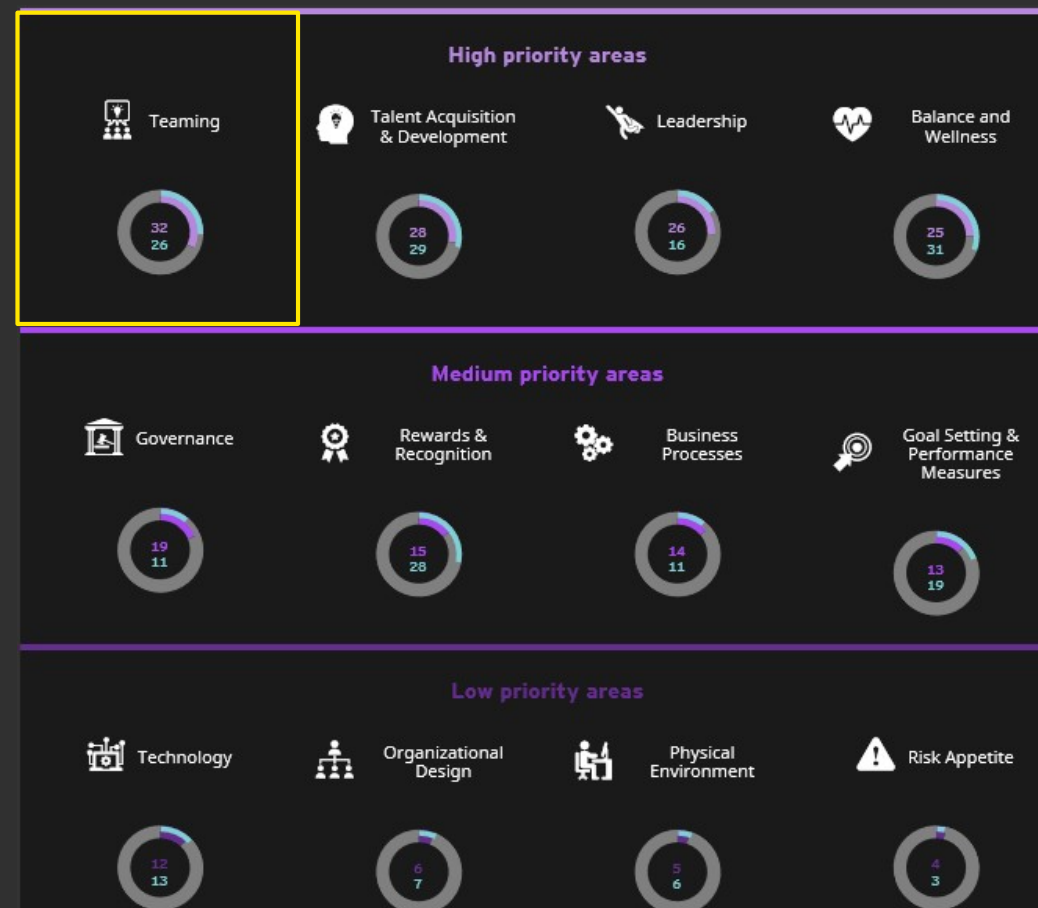 High priority areas
Teaming
Talent Acquisition
& Development
Leadership
Balance and
Wellness
32
26
28
29
26
16
25
31
Medium priority areas
Governance
Rewards &
Recognition
Business
Processes
Goal Setting &
Performance
Measures
19
11
15
28
14
11
13
19
Low priority areas
Technology
Organizational
Design
Physical
Environment
Risk Appetite
12
13
6
7
5
6
4
3